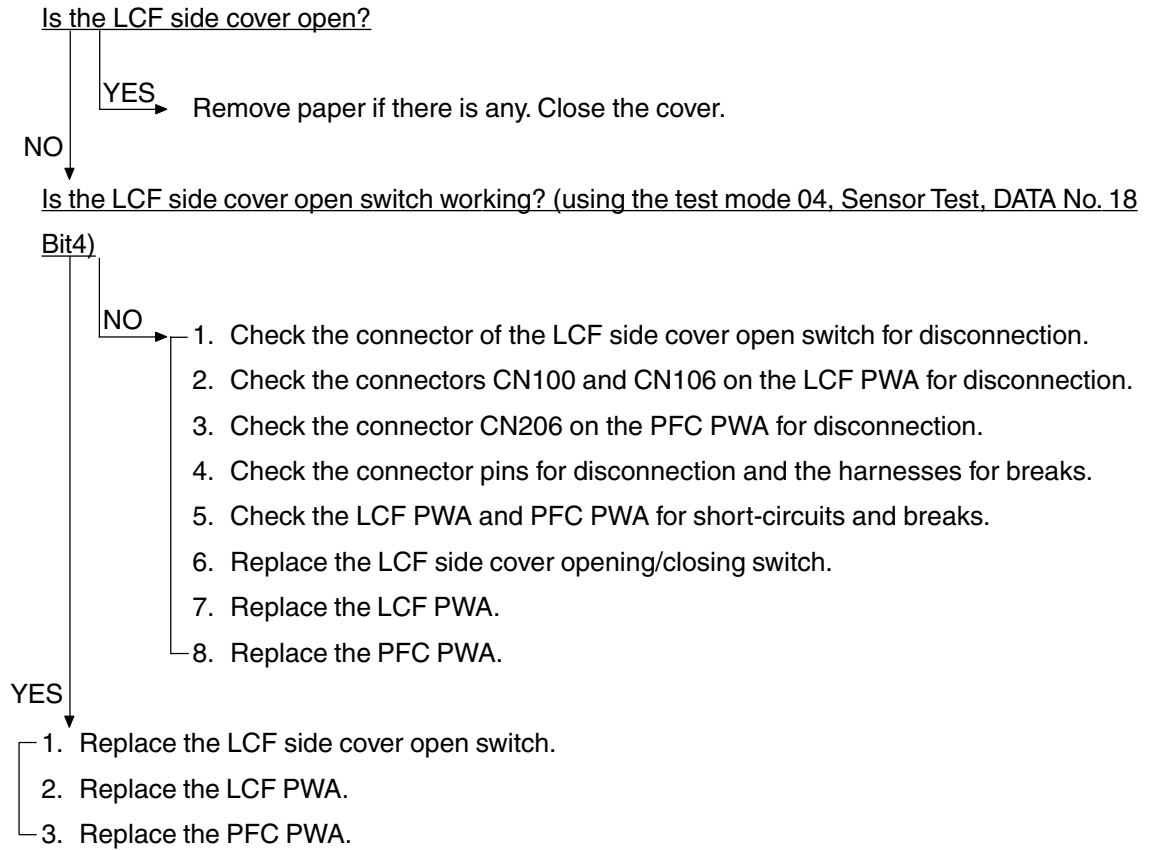 Is the LCF side cover open?
YES
Remove paper if there is any. Close the cover.
NO
Is the LCF side cover open switch working? (using the test mode 04, Sensor Test, DATA No. 18
Bit4)
NO
1. Check the connector of the LCF side cover open switch for disconnection.
2. Check the connectors CN100 and CN106 on the LCF PWA for disconnection.
3. Check the connector CN206 on the PFC PWA for disconnection.
4. Check the connector pins for disconnection and the harnesses for breaks.
5. Check the LCF PWA and PFC PWA for short-circuits and breaks.
6. Replace the LCF side cover opening/closing switch.
7. Replace the LCF PWA.
8. Replace the PFC PWA.
YES
1. Replace the LCF side cover open switch.
2. Replace the LCF PWA.
3. Replace the PFC PWA.